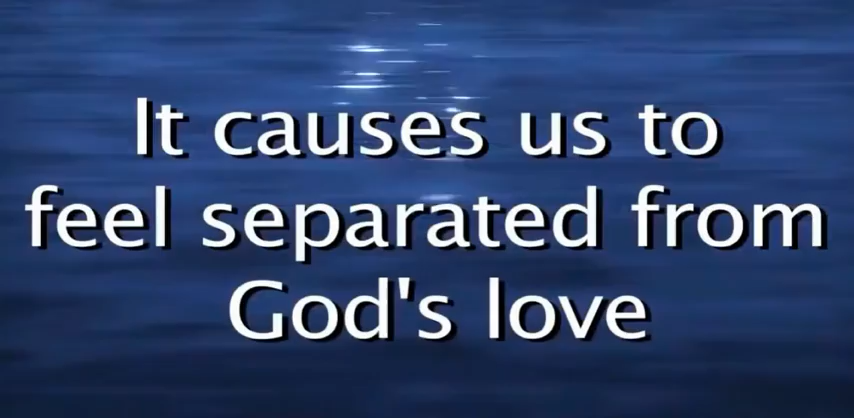 It causes us to
feel separated from
God's love